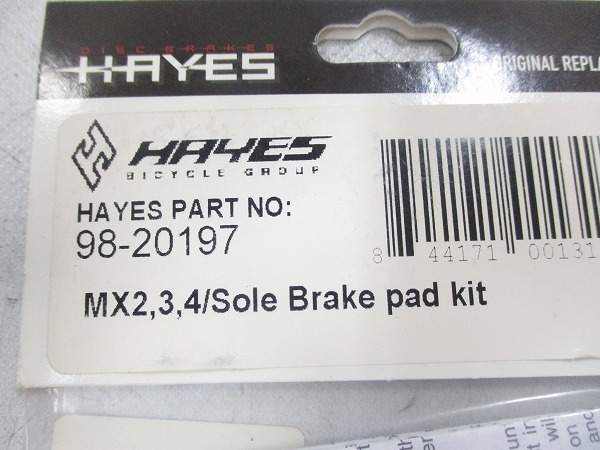 DISC BRAKES
HAYES
ORIGINAL REPLA
HAYES
BICYCLE GROUP
HAYES PART NO:
98-20197
8 44171 00131
MX2,3,4/Sole Brake pad kit